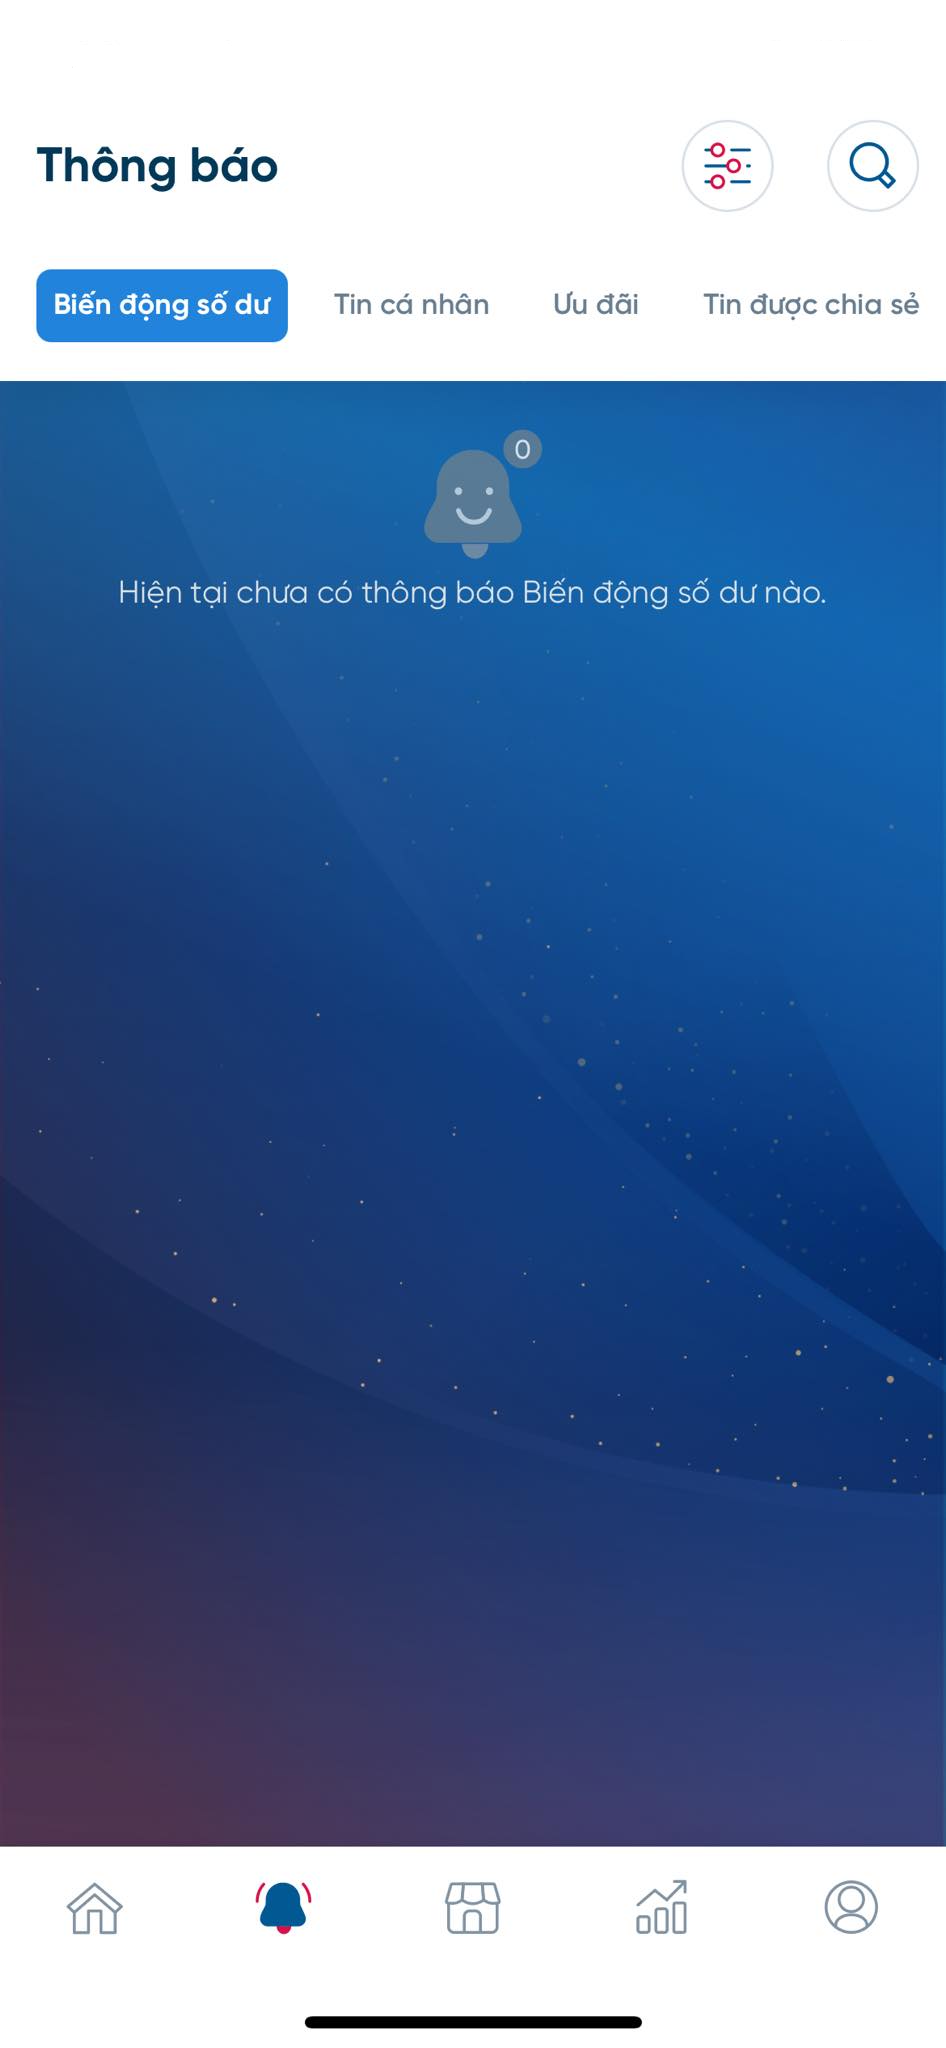 Thông báo
Biến động số dư
Tin cá nhân
Ưu đãi
Tin được chia sẻ
0
Hiện tại chưa có thông báo Biến động số dư nào.